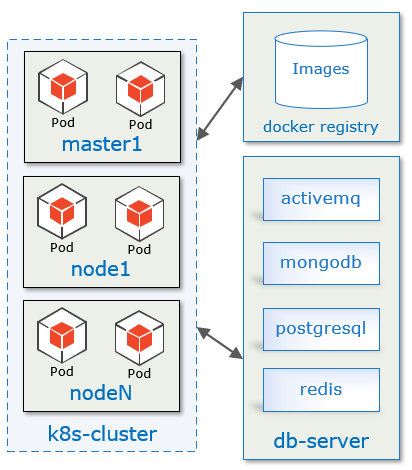 Pod
Pod
master1
Pod
Pod
node1
Pod
Pod
nodeN
k8s-cluster
Images
docker registry
activemq
mongodb
postgresql
redis
db-server